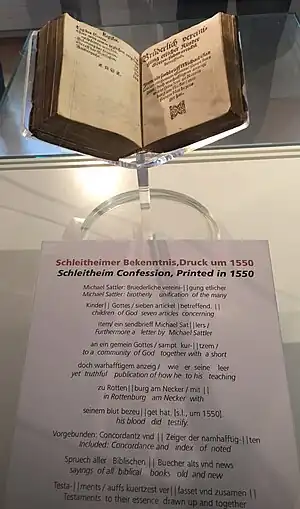 Brüderlich vereini-
gung etlicher Kinder
Schleitheimer Bekenntnis, Druck um 1550
Schleitheim Confession, Printed in 1550
Michael Sattler: Bruederliche vereini-||gung etlicher
Michael Sattler: brotherly unification of the many
Kinder|| Gottes / sieben artickel ||betreffend.
children of God seven articles concerning
Item/ ein sendbrieff Michael Sat||lers /
Furthermore a letter by Michael Sattler
an ein gemein Gottes / sampt kur-||tzem /
to a community of God together with a short
doch warhafftigem anzeig / wie er seine leer
yet truthful publication of how he to his teaching
zu Rotten||burg am Necker / mit ||
in Rottenburg am Necker with
seinem blut bezeu||get hat. [s.l., um 1550].
his blood did testify.
Vorgebunden: Concordantz vnd || Zeiger der namhafftig-||ten
Included: Concordance and index of noted
Spruech aller Biblischen || Buecher alts vnd news
sayings of all biblical books old and new
Testa-||ments / auffs kuertzest ver||fasset vnd zusamen ||
Testaments to their essence drawn up and together